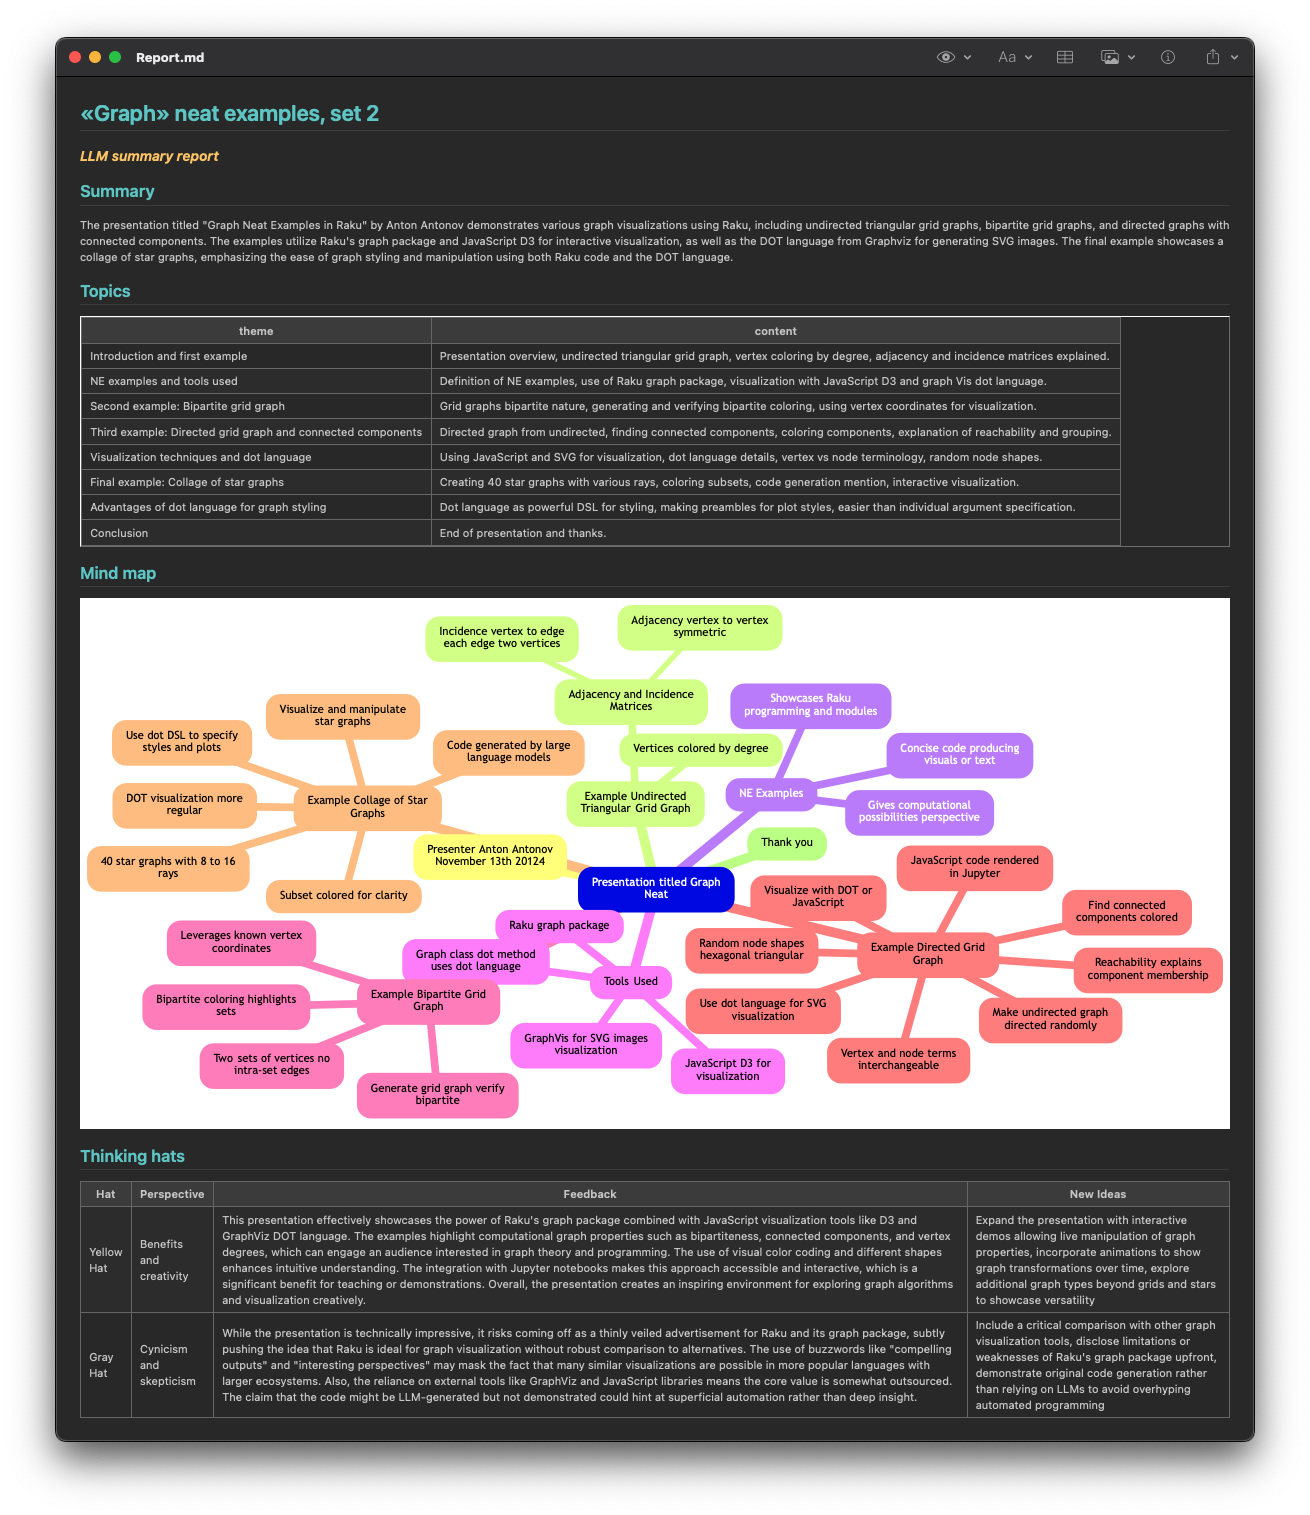 Report.md
Aa
«Graph» neat examples, set 2
LLM summary report
Summary
The presentation titled "Graph Neat Examples in Raku" by Anton Antonov demonstrates various graph visualizations using Raku, including undirected triangular grid graphs, bipartite grid graphs, and directed graphs with
connected components. The examples utilize Raku's graph package and JavaScript D3 for interactive visualization, as well as the DOT language from Graphviz for generating SVG images. The final example showcases a
collage of star graphs, emphasizing the ease of graph styling and manipulation using both Raku code and the DOT language.
Topics
theme content
Introduction and first example Presentation overview, undirected triangular grid graph, vertex coloring by degree, adjacency and incidence matrices explained.
NE examples and tools used Definition of NE examples, use of Raku graph package, visualization with JavaScript D3 and graph Vis dot language.
Second example: Bipartite grid graph Grid graphs bipartite nature, generating and verifying bipartite coloring, using vertex coordinates for visualization.
Third example: Directed grid graph and connected components Directed graph from undirected, finding connected components, coloring components, explanation of reachability and grouping.
Visualization techniques and dot language Using JavaScript and SVG for visualization, dot language details, vertex vs node terminology, random node shapes.
Final example: Collage of star graphs Creating 40 star graphs with various rays, coloring subsets, code generation mention, interactive visualization.
Advantages of dot language for graph styling Dot language as powerful DSL for styling, making preambles for plot styles, easier than individual argument specification.
Conclusion End of presentation and thanks.
Mind map
Incidence vertex to edge
each edge two vertices
Adjacency vertex to vertex
symmetric
Adjacency and Incidence
Matrices
Showcases Raku
programming and modules
Visualize and manipulate
star graphs
Use dot DSL to specify
styles and plots
Code generated by large
language models
Vertices colored by degree
Concise code producing
visuals or text
DOT visualization more
regular
Example Collage of Star
Graphs
Example Undirected
Triangular Grid Graph
NE Examples
Gives computational
possibilities perspective
Presenter Anton Antonov
November 13th 20124
Thank you
40 star graphs with 8 to 16
rays
JavaScript code rendered
in Jupyter
Subset colored for clarity
Presentation titled Graph
Neat
Visualize with DOT or
JavaScript
Find connected
components colored
Leverages known vertex
coordinates
Raku graph package
Graph class dot method
uses dot language
Random node shapes
hexagonal triangular
Example Directed Grid
Graph
Reachability explains
component membership
Bipartite coloring highlights
sets
Example Bipartite Grid
Graph
Tools Used
Use dot language for SVG
visualization
Make undirected graph
directed randomly
Two sets of vertices no
intra-set edges
GraphVis for SVG images
visualization
JavaScript D3 for
visualization
Vertex and node terms
interchangeable
Generate grid graph verify
bipartite
Thinking hats
Hat Perspective Feedback New Ideas
Yellow
Hat
Benefits
and
creativity
This presentation effectively showcases the power of Raku's graph package combined with JavaScript visualization tools like D3 and
GraphViz DOT language. The examples highlight computational graph properties such as bipartiteness, connected components, and vertex
degrees, which can engage an audience interested in graph theory and programming. The use of visual color coding and different shapes
enhances intuitive understanding. The integration with Jupyter notebooks makes this approach accessible and interactive, which is a
significant benefit for teaching or demonstrations. Overall, the presentation creates an inspiring environment for exploring graph algorithms
and visualization creatively.
Expand the presentation with interactive
demos allowing live manipulation of graph
properties, incorporate animations to show
graph transformations over time, explore
additional graph types beyond grids and stars
to showcase versatility
Gray
Hat
Cynicism
and
skepticism
While the presentation is technically impressive, it risks coming off as a thinly veiled advertisement for Raku and its graph package, subtly
pushing the idea that Raku is ideal for graph visualization without robust comparison to alternatives. The use of buzzwords like "compelling
outputs" and "interesting perspectives" may mask the fact that many similar visualizations are possible in more popular languages with
larger ecosystems. Also, the reliance on external tools like GraphViz and JavaScript libraries means the core value is somewhat outsourced.
The claim that the code might be LLM-generated but not demonstrated could hint at superficial automation rather than deep insight.
Include a critical comparison with other graph
visualization tools, disclose limitations or
weaknesses of Raku's graph package upfront,
demonstrate original code generation rather
than relying on LLMs to avoid overhyping
automated programming